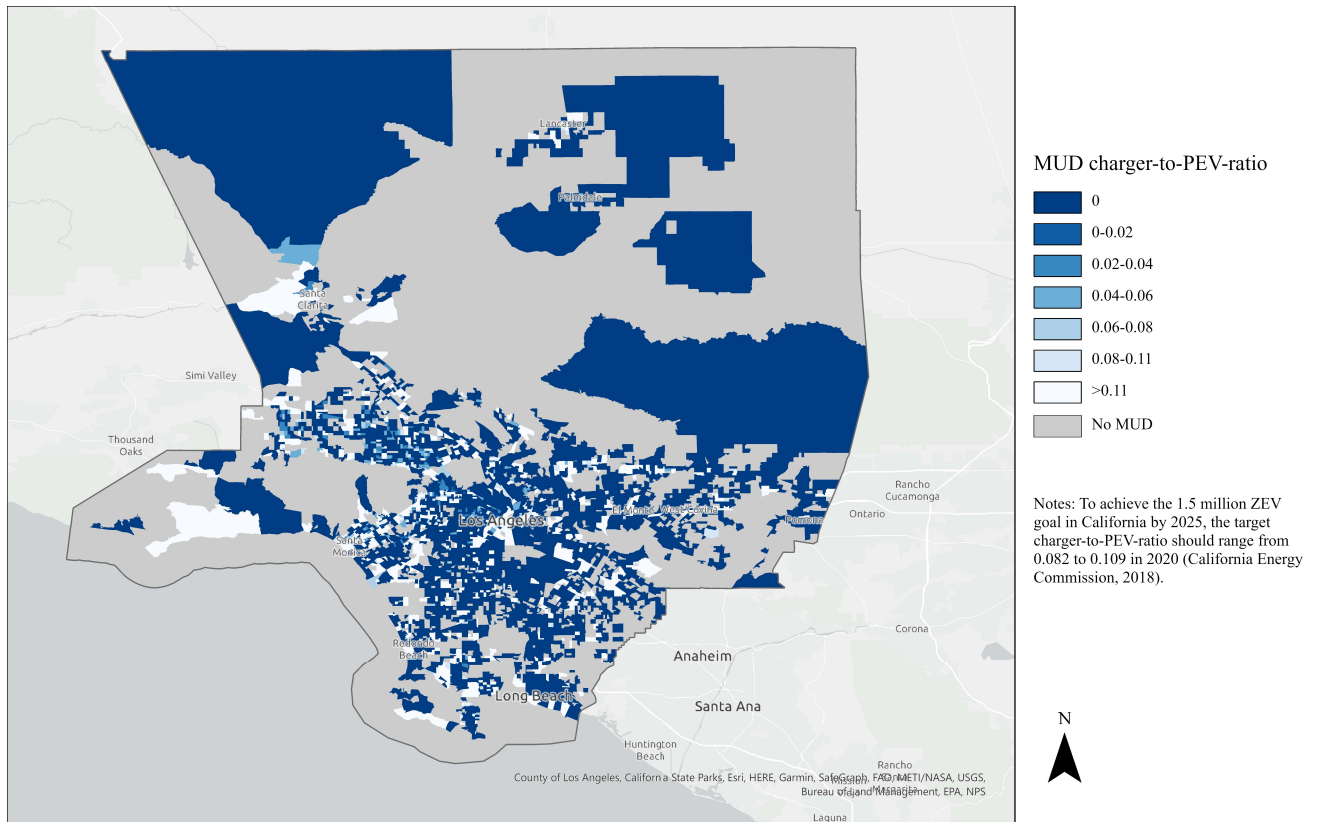 Lancaster
Palmdale
Santa
Clarita
Simi Valley
Thousand
Oaks
Rancho
Cucamonga
Ontario
El Monte
West Covina
Pomona
Los Angeles
Santa
Monica
Redondo
Beach
Corona
Anaheim
Long Beach
Santa Ana
Huntington
Beach
Rancho
Santa
Margarita
Mission
Viejo
Laguna
County of Los Angeles, California State Parks, Esri, HERE, Garmin, SafeGraph, FAO, METI/NASA, USGS,
Bureau of Land Management, EPA, NPS
MUD charger-to-PEV-ratio
0
0-0.02
0.02-0.04
0.04-0.06
0.06-0.08
0.08-0.11
>0.11
No MUD
Notes: To achieve the 1.5 million ZEV
goal in California by 2025, the target
charger-to-PEV-ratio should range from
0.082 to 0.109 in 2020 (California Energy
Commission, 2018).
N